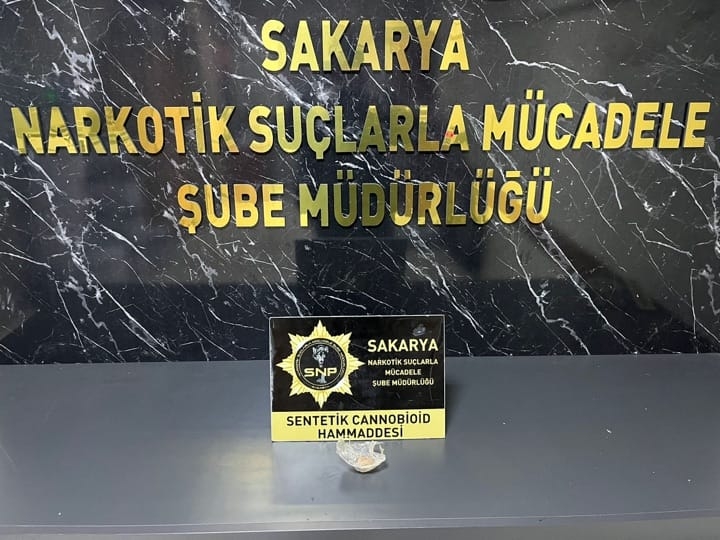 SAKARYA
NARKOTİK SUÇLARLA MÜCADELE
ŞUBE MÜDÜRLÜĞÜ
SNP
SAKARYA
NARKOTİK SUÇLARLA
MÜCADELE
ŞUBE MÜDÜRLÜĞÜ
SENTETİK CANNOBİOİD
HAMMADDESİ